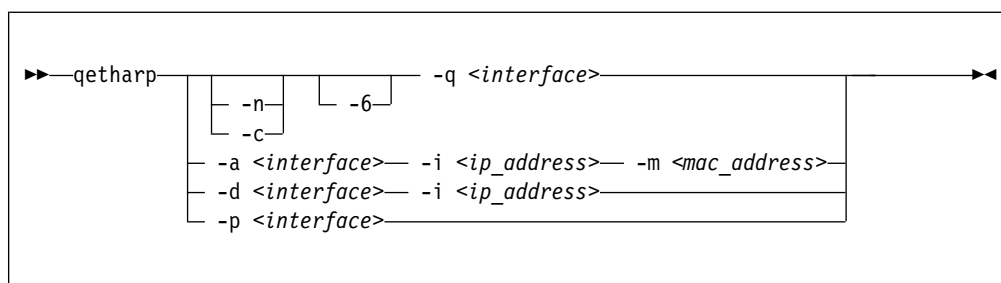 qetharp -q <interface>
-n -6
-c
-a <interface> -i <ip_address> -m <mac_address>
-d <interface> -i <ip_address>
-p <interface>